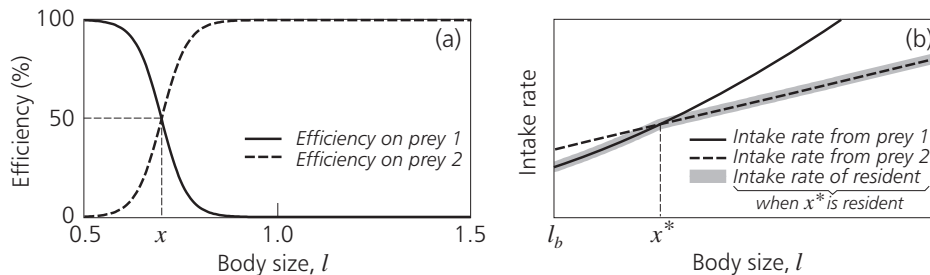 (a)
Efficiency (%)
100
50
0
Efficiency on prey 1
Efficiency on prey 2
0.5
x
1.0
1.5
Body size, l
(b)
Intake rate
Intake rate from prey 1
Intake rate from prey 2
Intake rate of resident
when x* is resident
l_b
x*
Body size, l